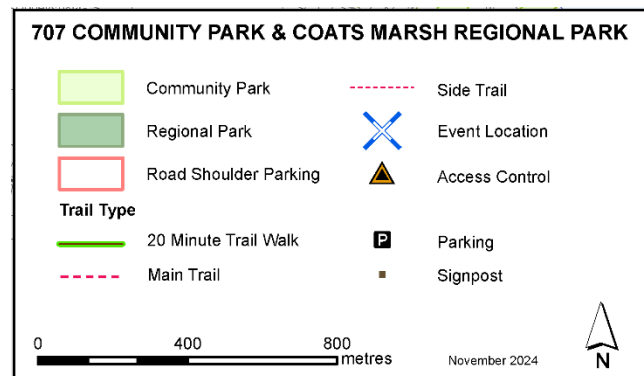 707 COMMUNITY PARK & COATS MARSH REGIONAL PARK
Community Park
Regional Park
Road Shoulder Parking
Trail Type
20 Minute Trail Walk
Main Trail
Side Trail
Event Location
Access Control
P Parking
Signpost
0 400 800
metres
November 2024
N